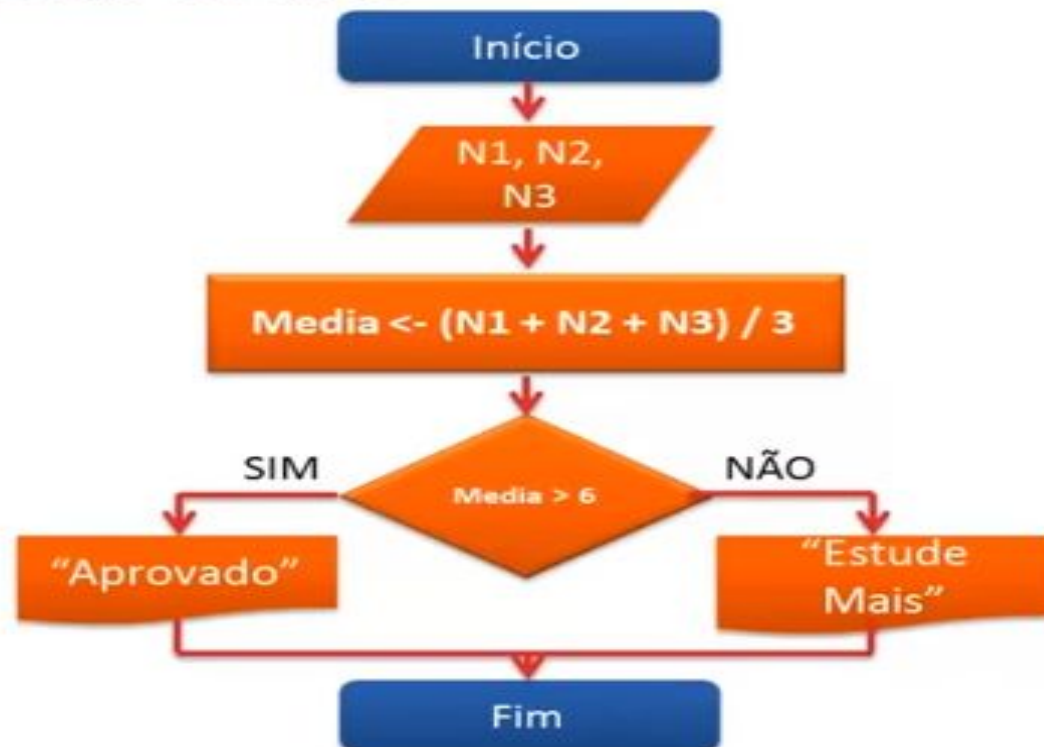 Início
N1, N2,
N3
Media <- (N1 + N2 + N3) / 3
SIM
NÃO
Media > 6
“Aprovado”
“Estude
Mais”
Fim